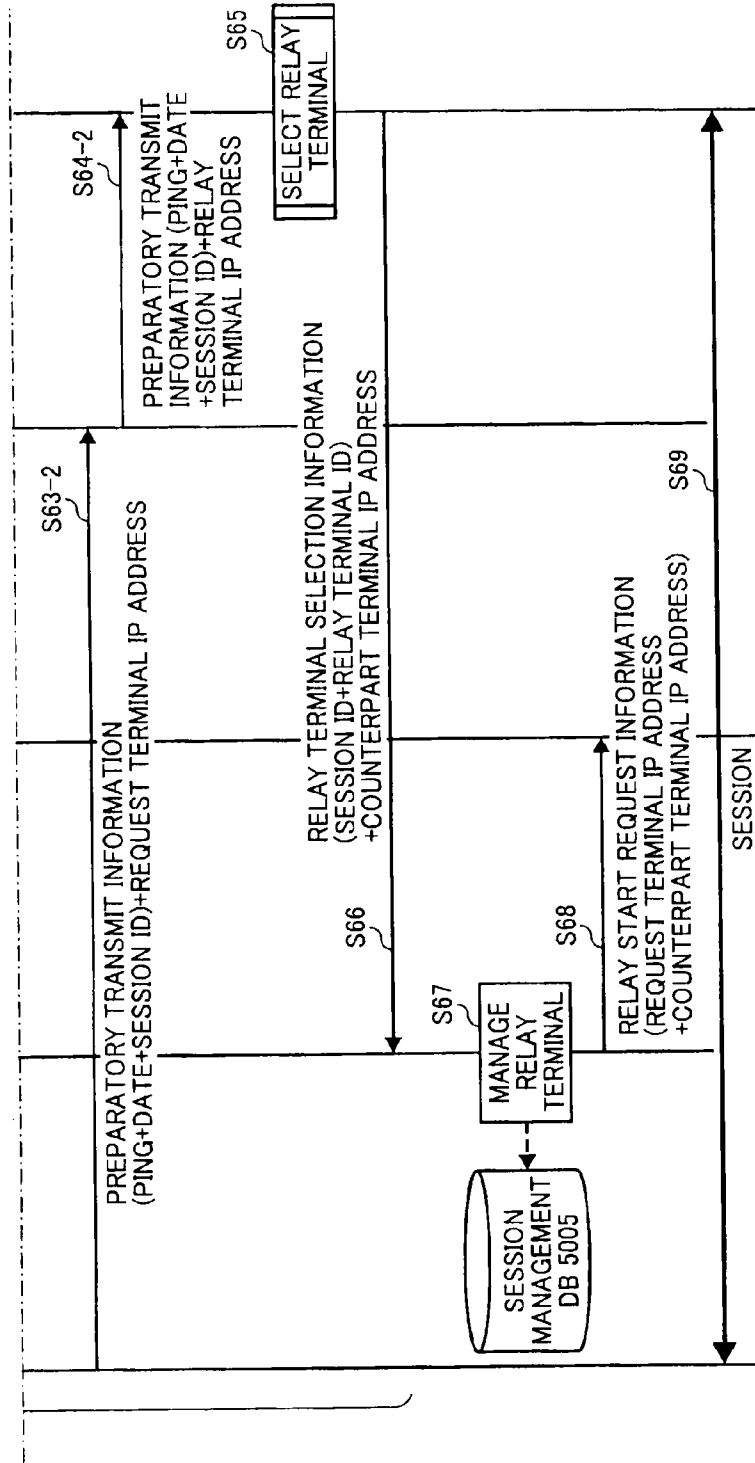 S63-2
PREPARATORY TRANSMIT INFORMATION
(PING+DATE+SESSION ID)+REQUEST TERMINAL IP ADDRESS
S64-2
PREPARATORY TRANSMIT
INFORMATION (PING+DATE
+SESSION ID)+RELAY
TERMINAL IP ADDRESS
S65
SELECT RELAY
TERMINAL
RELAY TERMINAL SELECTION INFORMATION
(SESSION ID+RELAY TERMINAL ID)
+COUNTERPART TERMINAL IP ADDRESS
S66
S67
MANAGE
RELAY
TERMINAL
SESSION
MANAGEMENT
DB 5005
S68
RELAY START REQUEST INFORMATION
(REQUEST TERMINAL IP ADDRESS
+COUNTERPART TERMINAL IP ADDRESS)
S69
SESSION